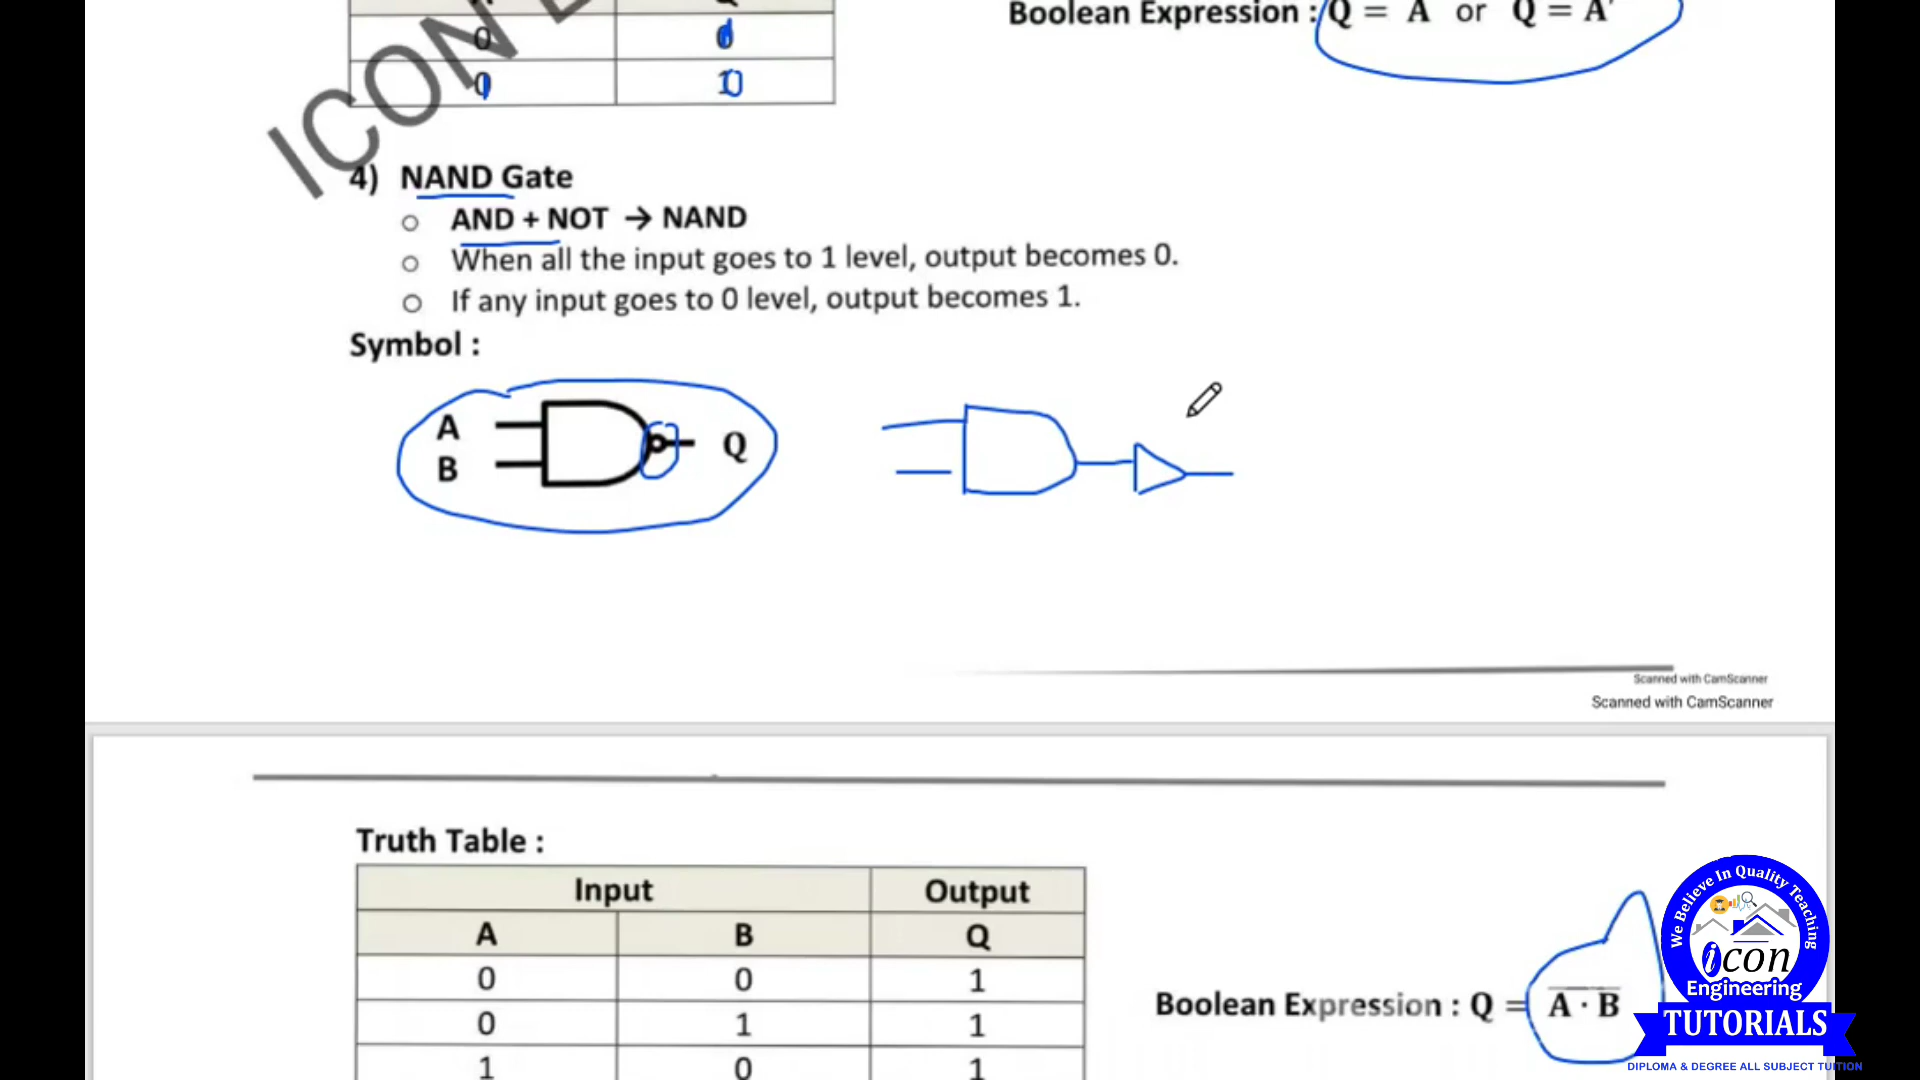 Boolean Expression : Q = A or Q = A'
0
0
4) NAND Gate
AND + NOT → NAND
When all the input goes to 1 level, output becomes 0.
If any input goes to 0 level, output becomes 1.
Symbol :
A
B
Q
Scanned with CamScanner
Scanned with CamScanner
Truth Table :
Input Output
A B Q
0 0 1
0 1 1
1 0 1
Boolean Expression : Q = A̅ ̅·̅ ̅B̅
We Believe In Quality Teaching
icon
Engineering
TUTORIALS
DIPLOMA & DEGREE ALL SUBJECT TUITION
ICON